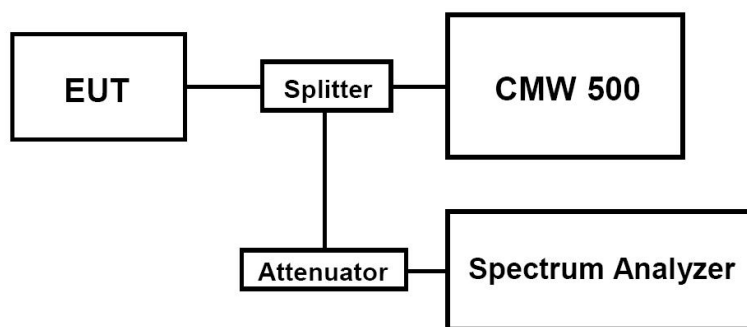 EUT
Splitter
CMW 500
Attenuator
Spectrum Analyzer